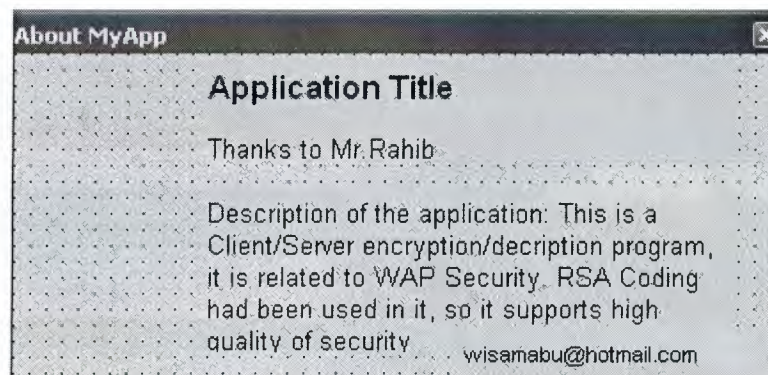 About MyApp
Application Title
Thanks to Mr.Rahib
Description of the application: This is a
Client/Server encryption/decription program,
it is related to WAP Security. RSA Coding
had been used in it, so it supports high
quality of security
wisamabu@hotmail.com